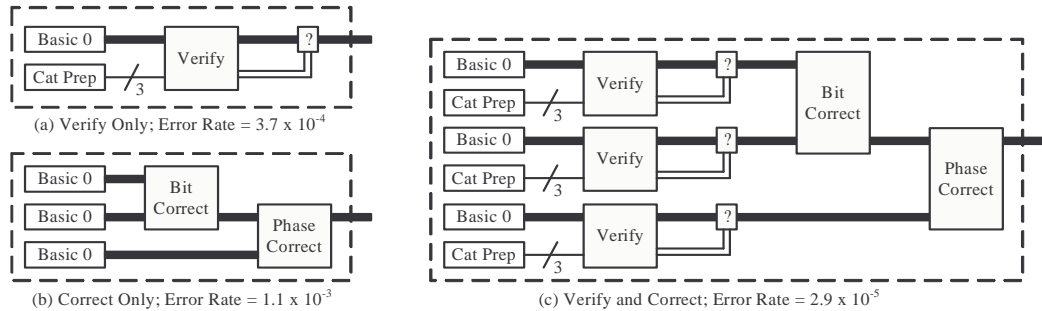 Basic 0
Verify
?
Cat Prep
3
(a) Verify Only; Error Rate = 3.7 x 10⁻⁴
Basic 0
Bit
Correct
Basic 0
Phase
Correct
Basic 0
(b) Correct Only; Error Rate = 1.1 x 10⁻³
Basic 0
Verify
?
Cat Prep
3
Bit
Correct
Basic 0
Verify
?
Cat Prep
3
Phase
Correct
Basic 0
Verify
?
Cat Prep
3
(c) Verify and Correct; Error Rate = 2.9 x 10⁻⁵